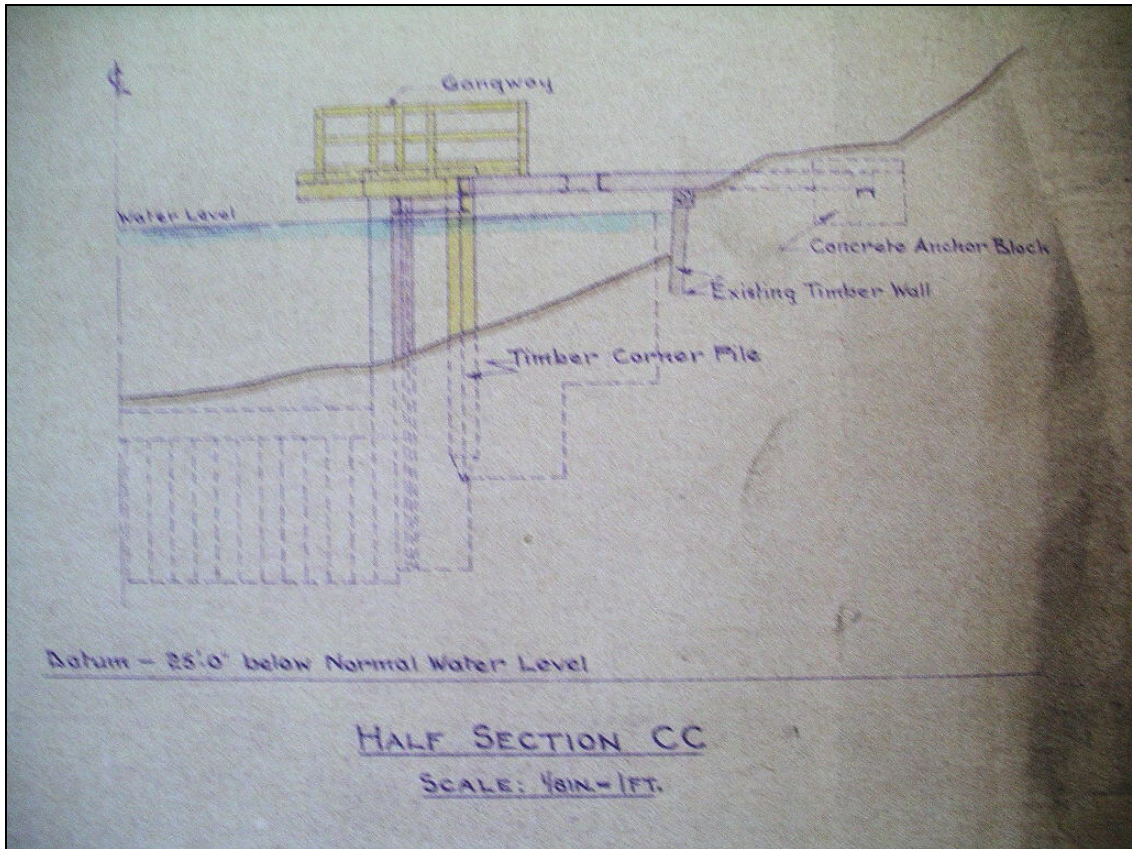 ℄
Gangway
Water Level
Concrete Anchor Block
Existing Timber Wall
Timber Corner Pile
Datum - 25'.0" below Normal Water Level
HALF SECTION CC
SCALE: 1/8IN. - 1FT.